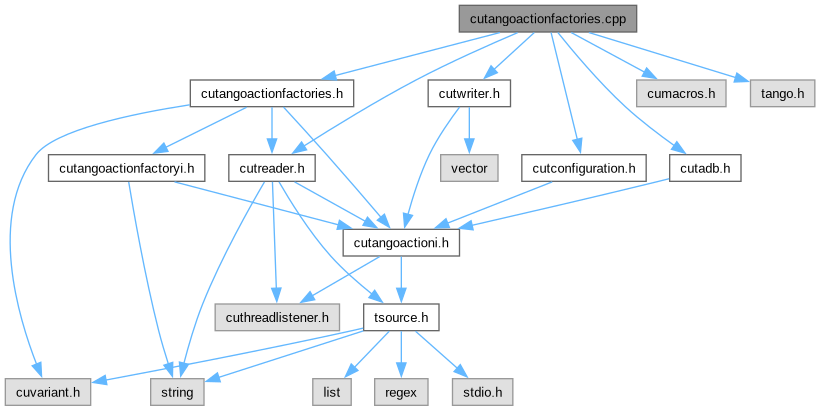 cutangoactionfactories.cpp
cutangoactionfactories.h
cutwriter.h
cumacros.h
tango.h
cutangoactionfactoryi.h
cutreader.h
vector
cutconfiguration.h
cutadb.h
cutangoactioni.h
cuthreadlistener.h
tsource.h
cuvariant.h
string
list
regex
stdio.h